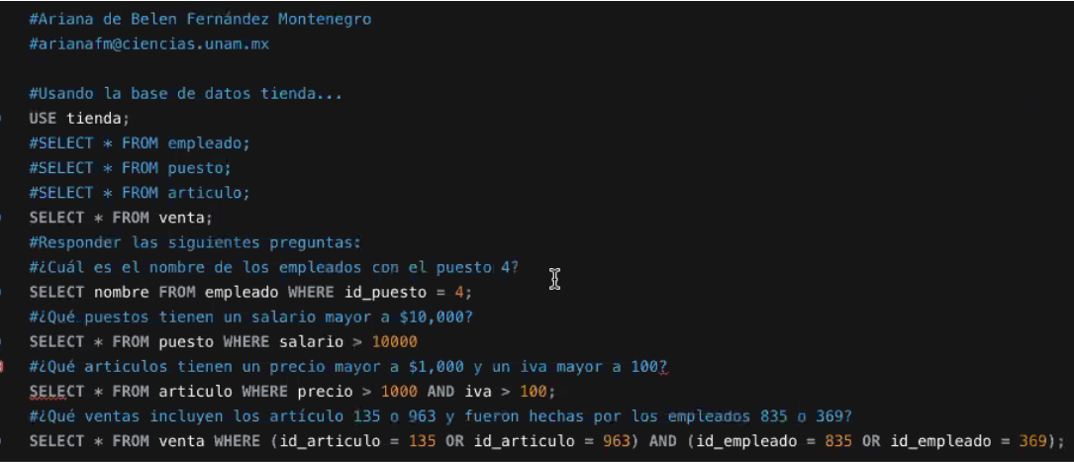 #Ariana de Belen Fernández Montenegro
#arianafm@ciencias.unam.mx
#Usando la base de datos tienda...
USE tienda;
#SELECT * FROM empleado;
#SELECT * FROM puesto;
#SELECT * FROM articulo;
SELECT * FROM venta;
#Responder las siguientes preguntas:
#¿Cuál es el nombre de los empleados con el puesto 4?
SELECT nombre FROM empleado WHERE id_puesto = 4;
#¿Qué puestos tienen un salario mayor a $10,000?
SELECT * FROM puesto WHERE salario > 10000
#¿Qué articulos tienen un precio mayor a $1,000 y un iva mayor a 100?
SELECT * FROM articulo WHERE precio > 1000 AND iva > 100;
#¿Qué ventas incluyen los artículo 135 o 963 y fueron hechas por los empleados 835 o 369?
SELECT * FROM venta WHERE (id_articulo = 135 OR id_articulo = 963) AND (id_empleado = 835 OR id_empleado = 369);